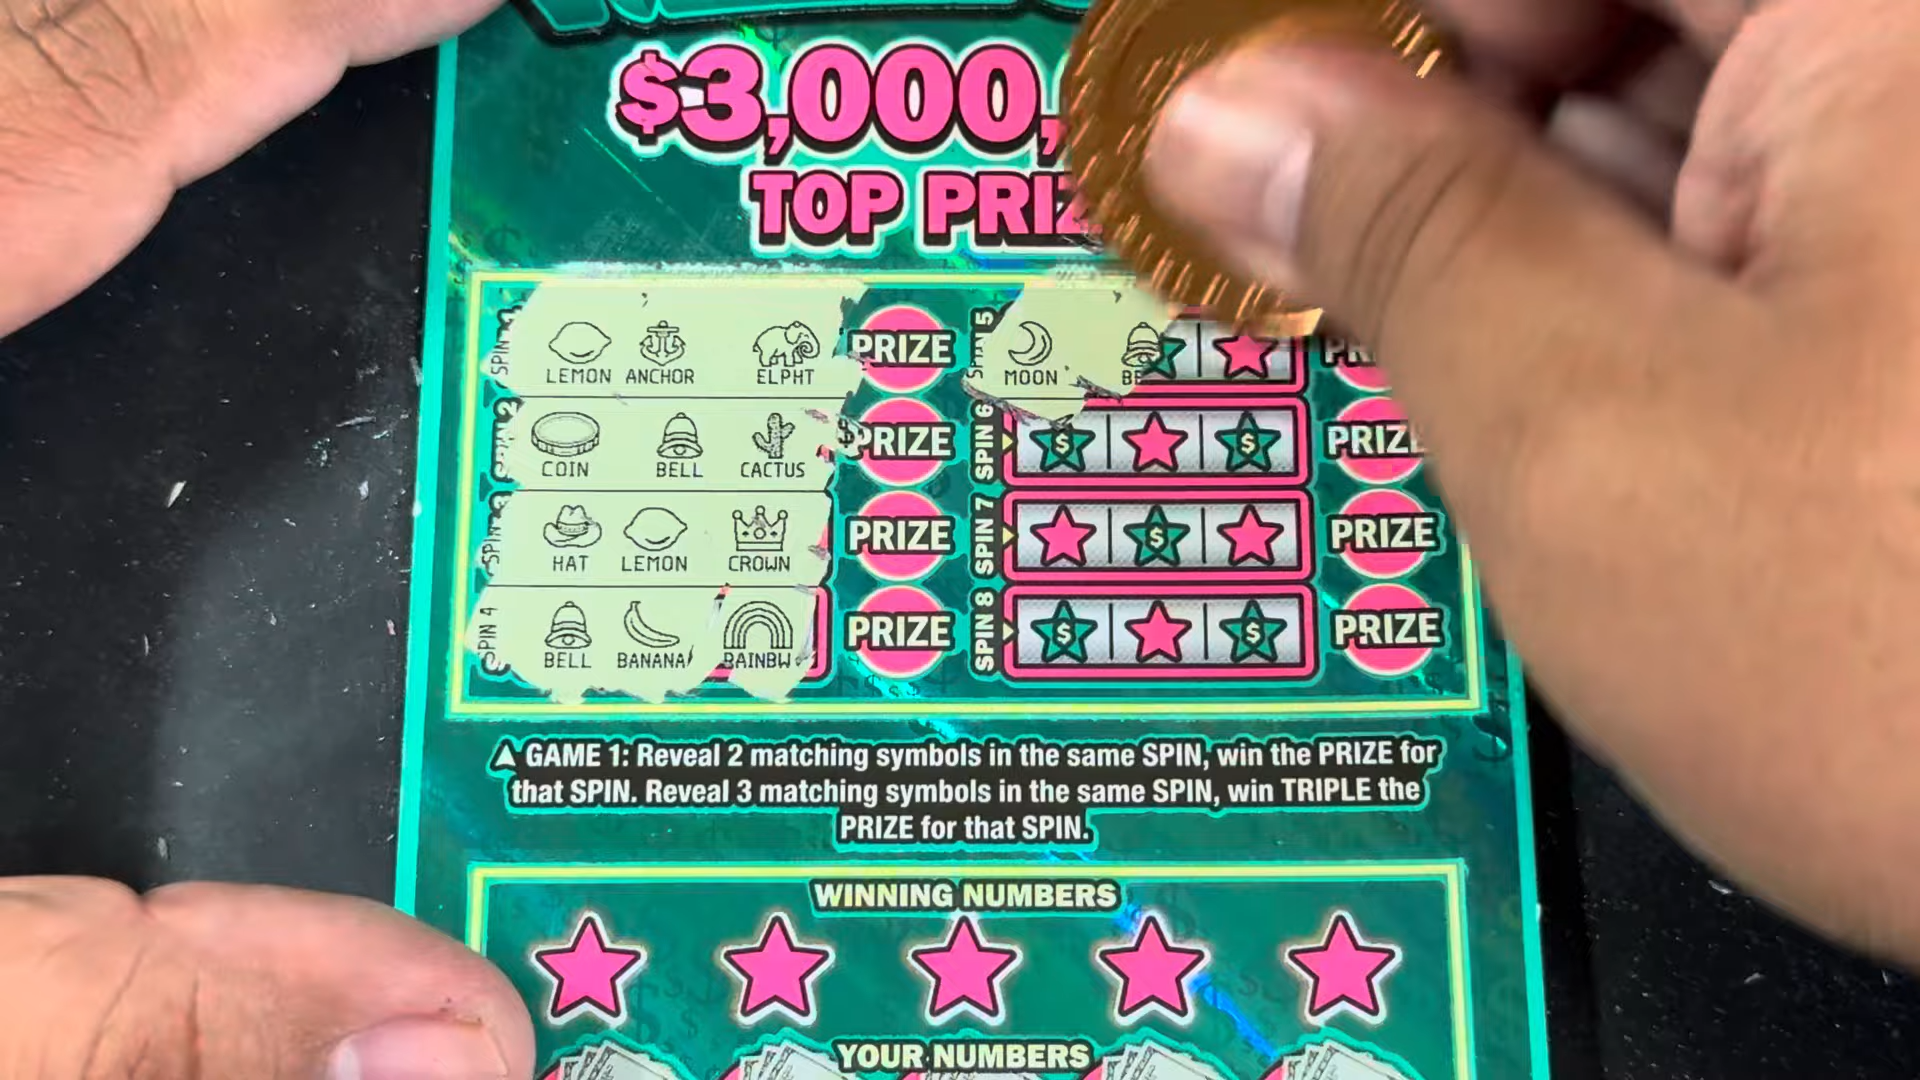 $3,000,
TOP PRIZ
SPIN 1 LEMON ANCHOR ELPHT PRIZE
SPIN 2 COIN BELL CACTUS $ PRIZE
SPIN 3 HAT LEMON CROWN PRIZE
SPIN 4 BELL BANANA RAINBW PRIZE
SPIN 5 MOON BE PR
SPIN 6 $ $ PRIZE
SPIN 7 $ PRIZE
SPIN 8 $ $ PRIZE
GAME 1: Reveal 2 matching symbols in the same SPIN, win the PRIZE for
that SPIN. Reveal 3 matching symbols in the same SPIN, win TRIPLE the
PRIZE for that SPIN.
WINNING NUMBERS
YOUR NUMBERS